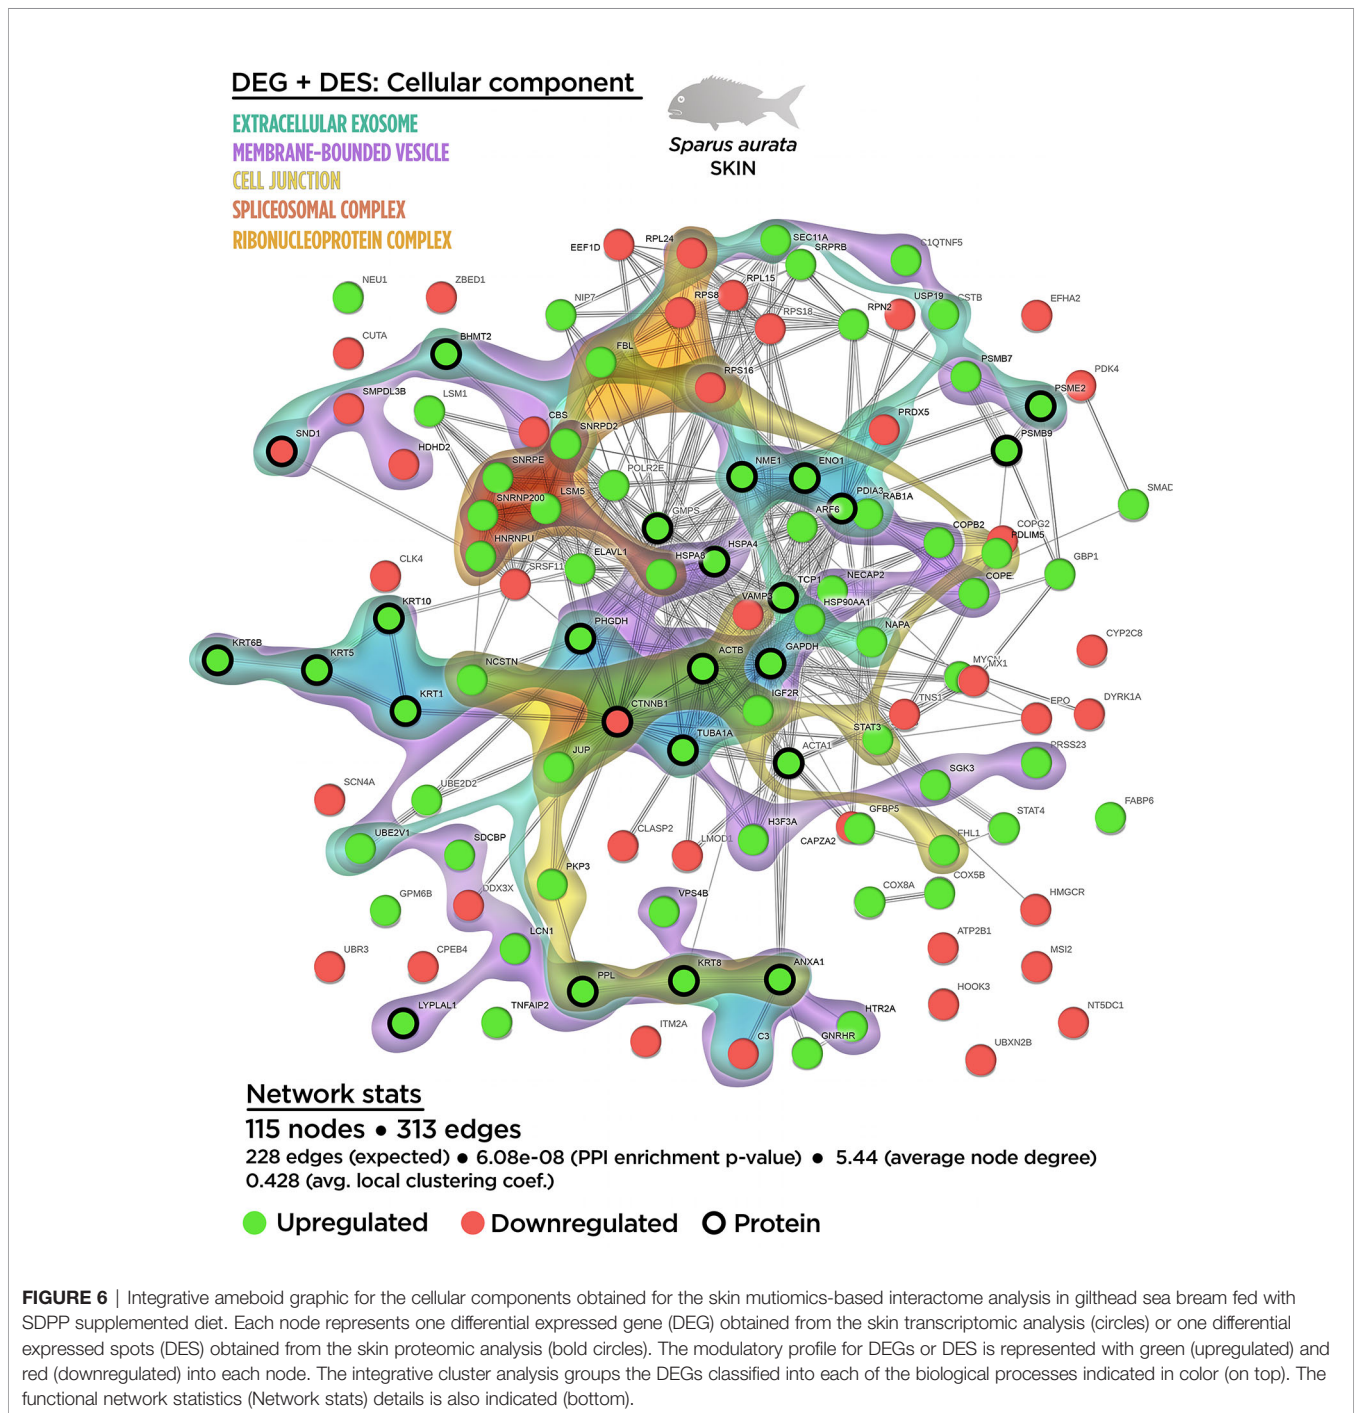 DEG + DES: Cellular component
EXTRACELLULAR EXOSOME
MEMBRANE-BOUNDED VESICLE
CELL JUNCTION
SPLICEOSOMAL COMPLEX
RIBONUCLEOPROTEIN COMPLEX
Sparus aurata
SKIN
SEC11A
RPL24
EEF1D
C1QTNF5
SRPRB
NEU1
ZBED1
RPL15
NIP7
RPS8
USP19
CSTB
EFHA2
RPN2
RPS18
CUTA
BHMT2
FBL
PSMB7
RPS16
PDK4
PSME2
SMPDL3B
LSM1
CBS
PRDX5
SNRPD2
SND1
PSMB9
HDHD2
SNRPE
NME1
ENO1
POLR2E
SMAD
LSM5
PDIA3
SNRNP200
RAB1A
GMPS
ARF6
COPB2
COPG2
PDLIM5
HNRNPU
HSPA4
ELAVL1
HSPA8
GBP1
CLK4
SRSF11
TCP1
NECAP2
COPE
VAMP3
KRT10
HSP90AA1
PHGDH
NAPA
KRT6B
CYP2C8
KRT5
ACTB
GAPDH
NCSTN
MYCN
MX1
KRT1
IGF2R
CTNNB1
TNS1
EPO
DYRK1A
STAT3
TUBA1A
JUP
ACTA1
PRSS23
SGK3
SCN4A
UBE2D2
GFBP5
STAT4
FABP6
H3F3A
UBE2V1
CLASP2
LMOD1
CAPZA2
FHL1
SDCBP
PKP3
COX5B
COX8A
DDX3X
GPM6B
VPS4B
HMGCR
LCN1
ATP2B1
UBR3
CPEB4
MSI2
KRT8
ANXA1
PPL
HOOK3
LYPLAL1
TNFAIP2
HTR2A
NT5DC1
ITM2A
C3
GNRHR
UBXN2B
Network stats
115 nodes • 313 edges
228 edges (expected) • 6.08e-08 (PPI enrichment p-value) • 5.44 (average node degree)
0.428 (avg. local clustering coef.)
Upregulated Downregulated Protein
FIGURE 6 | Integrative ameboid graphic for the cellular components obtained for the skin mutiomics-based interactome analysis in gilthead sea bream fed with
SDPP supplemented diet. Each node represents one differential expressed gene (DEG) obtained from the skin transcriptomic analysis (circles) or one differential
expressed spots (DES) obtained from the skin proteomic analysis (bold circles). The modulatory profile for DEGs or DES is represented with green (upregulated) and
red (downregulated) into each node. The integrative cluster analysis groups the DEGs classified into each of the biological processes indicated in color (on top). The
functional network statistics (Network stats) details is also indicated (bottom).